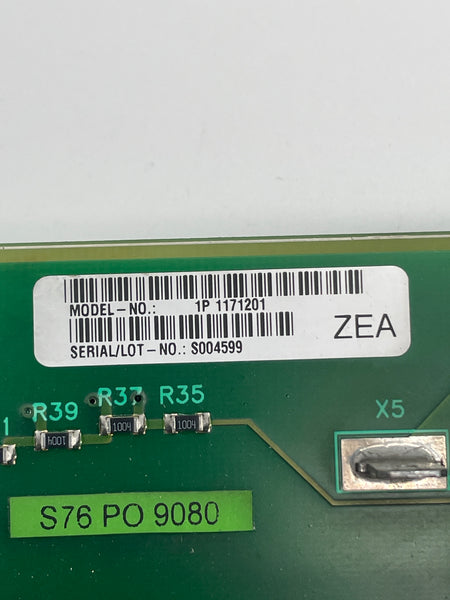 MODEL-NO.: 1P 1171201
SERIAL/LOT-NO.: S004599
ZEA
R39 R37 R35
1
X5
1004 1004 1004
S76 PO 9080